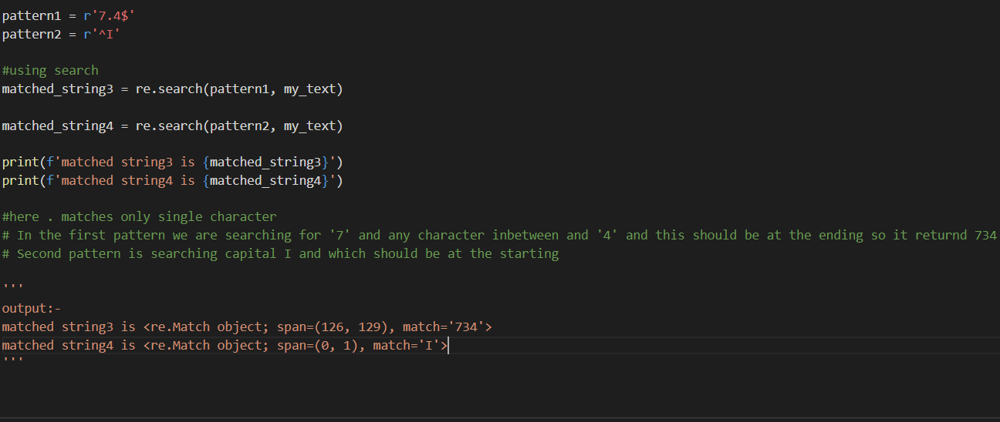 pattern1 = r'7.4$'
pattern2 = r'^I'
#using search
matched_string3 = re.search(pattern1, my_text)
matched_string4 = re.search(pattern2, my_text)
print(f'matched string3 is {matched_string3}')
print(f'matched string4 is {matched_string4}')
#here . matches only single character
# In the first pattern we are searching for '7' and any character inbetween and '4' and this should be at the ending so it returnd 734
# Second pattern is searching capital I and which should be at the starting
'''
output:-
matched string3 is <re.Match object; span=(126, 129), match='734'>
matched string4 is <re.Match object; span=(0, 1), match='I'>
'''